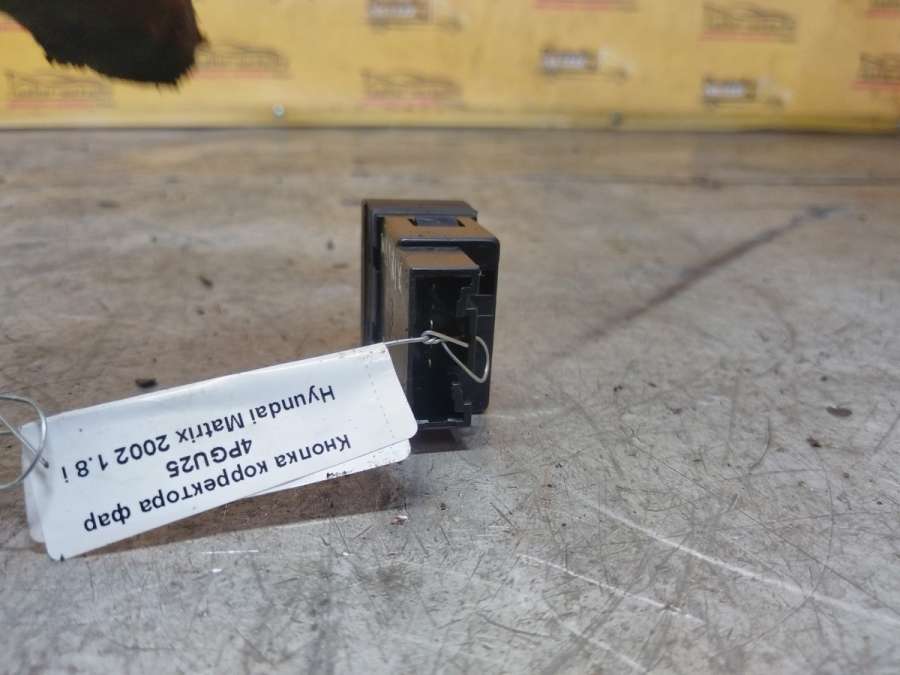 Кнопка корректора фар
4PGU25
Hyundai Matrix 2002 1.8 i